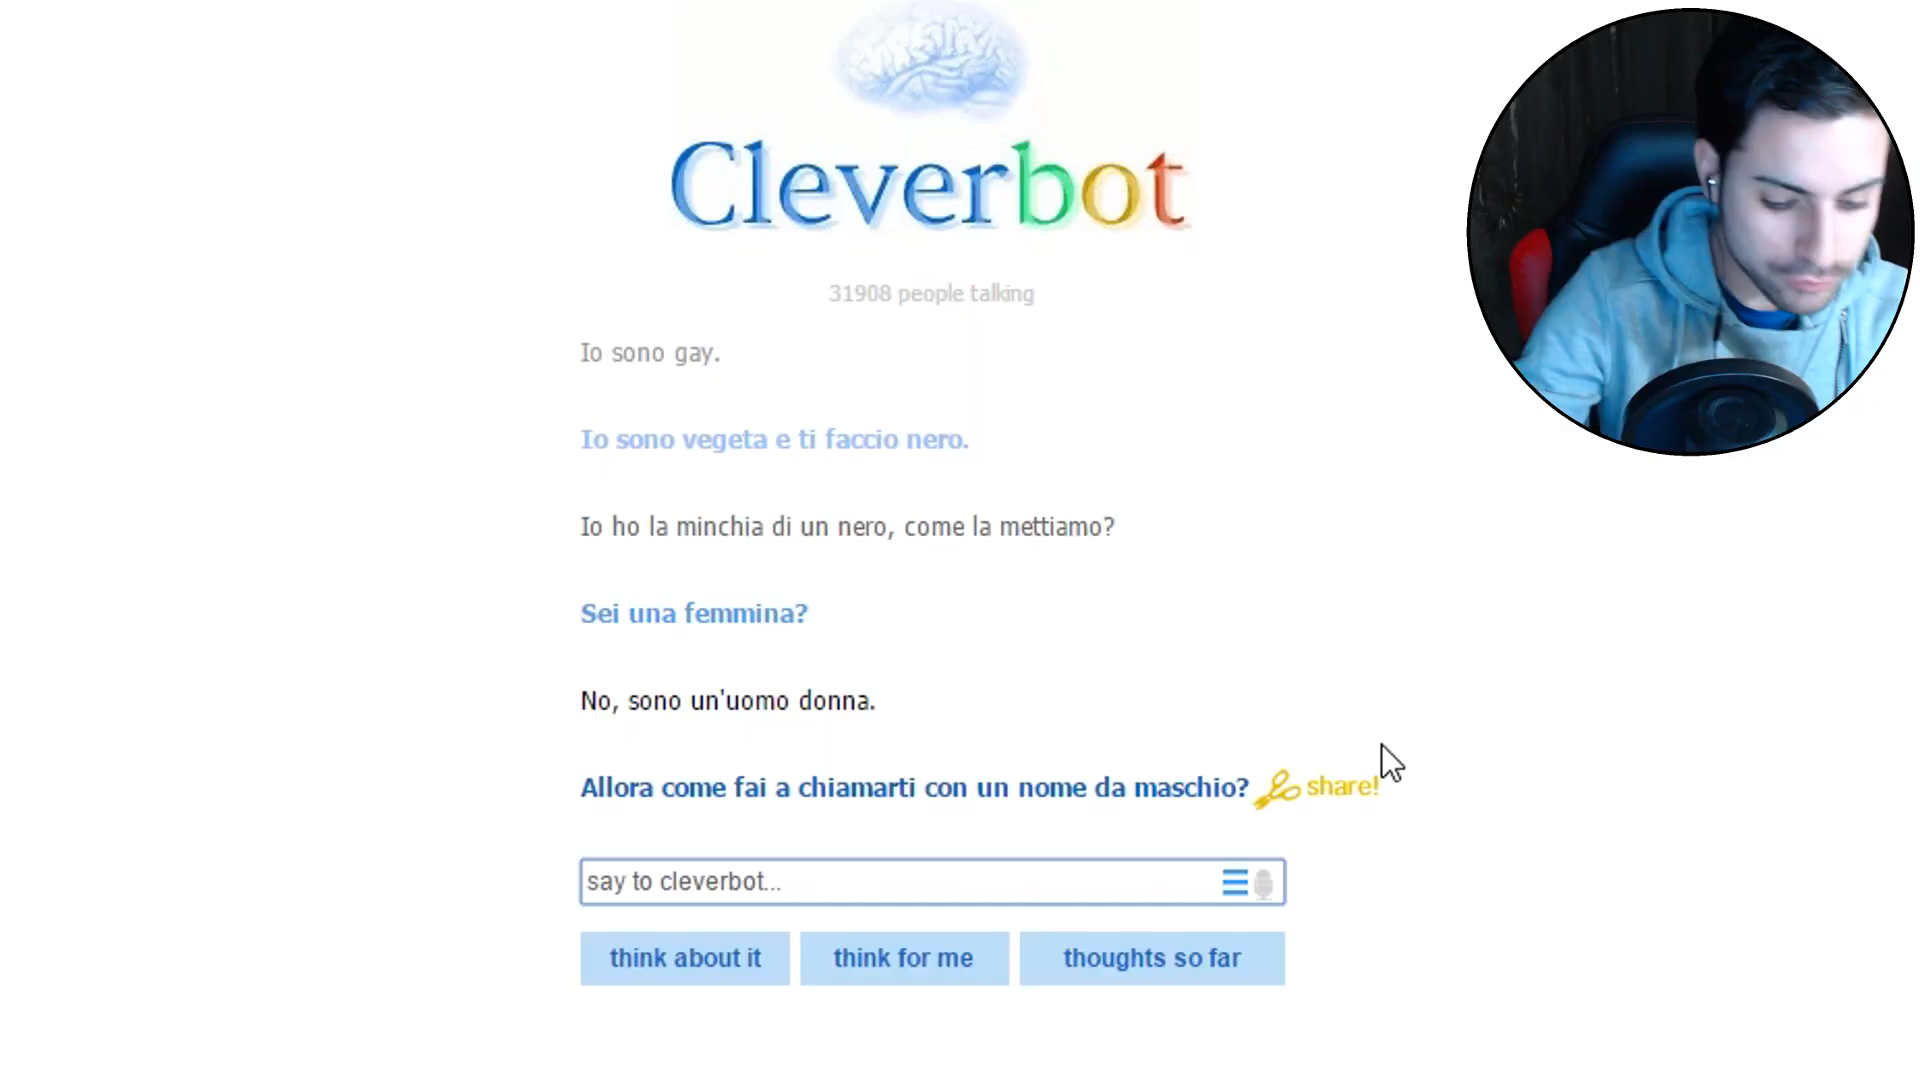 Cleverbot
31908 people talking
Io sono gay.
Io sono vegeta e ti faccio nero.
Io ho la minchia di un nero, come la mettiamo?
Sei una femmina?
No, sono un'uomo donna.
Allora come fai a chiamarti con un nome da maschio? share!
say to cleverbot...
think about it think for me thoughts so far